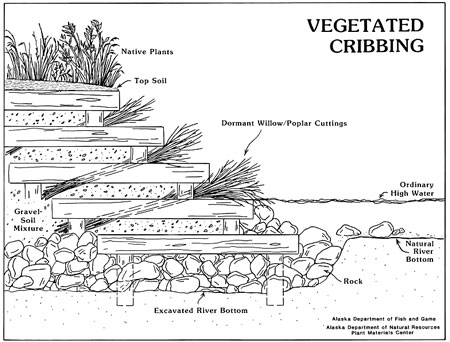 VEGETATED
CRIBBING
Native Plants
Top Soil
Dormant Willow/Poplar Cuttings
Ordinary
High Water
Gravel-
Soil
Mixture
Natural
River
Bottom
Rock
Excavated River Bottom
Alaska Department of Fish and Game
Alaska Department of Natural Resources
Plant Materials Center